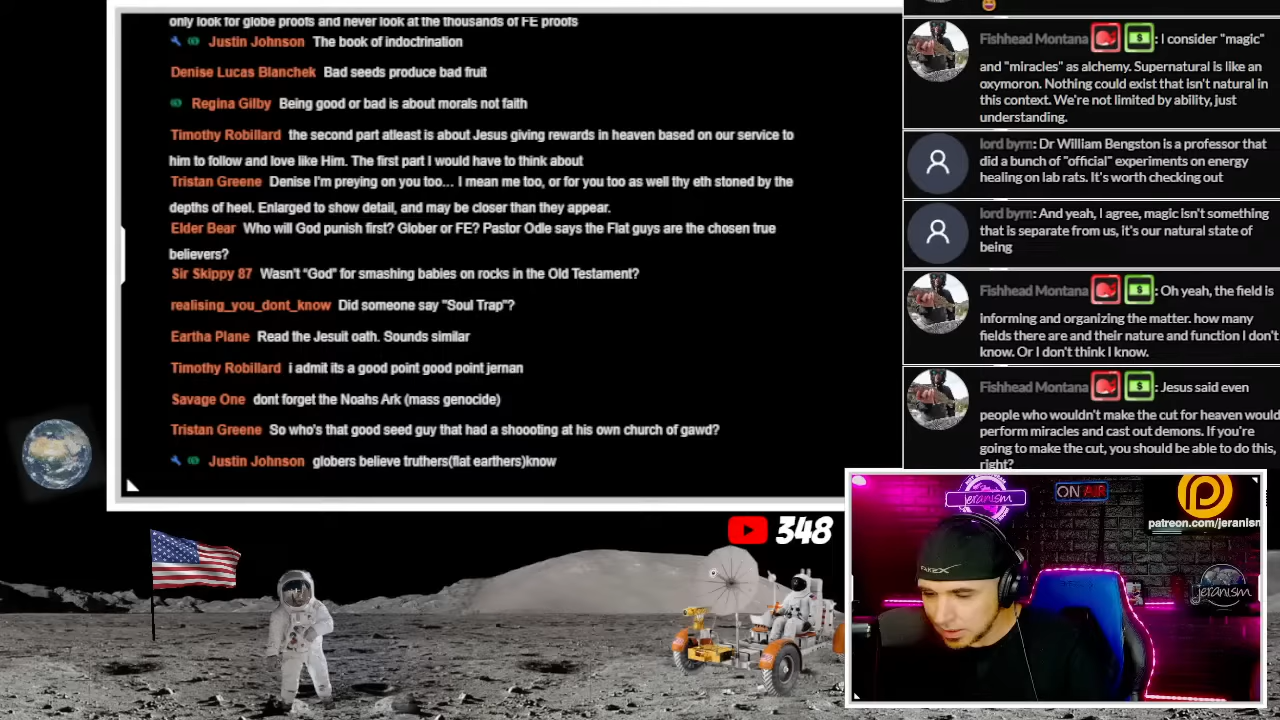 only look for globe proofs and never look at the thousands of FE proofs
Justin Johnson The book of indoctrination
Denise Lucas Blanchek Bad seeds produce bad fruit
Regina Gilby Being good or bad is about morals not faith
Timothy Robillard the second part atleast is about Jesus giving rewards in heaven based on our service to
him to follow and love like Him. The first part I would have to think about
Tristan Greene Denise I'm preying on you too... I mean me too, or for you too as well thy eth stoned by the
depths of heel. Enlarged to show detail, and may be closer than they appear.
Elder Bear Who will God punish first? Glober or FE? Pastor Odle says the Flat guys are the chosen true
believers?
Sir Skippy 87 Wasn't "God" for smashing babies on rocks in the Old Testament?
realising_you_dont_know Did someone say "Soul Trap"?
Eartha Plane Read the Jesuit oath. Sounds similar
Timothy Robillard i admit its a good point good point jernan
Savage One dont forget the Noahs Ark (mass genocide)
Tristan Greene So who's that good seed guy that had a shoooting at his own church of gawd?
Justin Johnson globers believe truthers(flat earthers)know
Fishhead Montana : I consider "magic"
and "miracles" as alchemy. Supernatural is like an
oxymoron. Nothing could exist that isn't natural in
this context. We're not limited by ability, just
understanding.
lord byrn: Dr William Bengston is a professor that
did a bunch of "official" experiments on energy
healing on lab rats. It's worth checking out
lord byrn: And yeah, I agree, magic isn't something
that is separate from us, it's our natural state of
being
Fishhead Montana : Oh yeah, the field is
informing and organizing the matter. how many
fields there are and their nature and function I don't
know. Or I don't think I know.
Fishhead Montana : Jesus said even
people who wouldn't make the cut for heaven would
perform miracles and cast out demons. If you're
going to make the cut, you should be able to do this,
right?
348
jeranism
ON AIR
patreon.com/jeranism
FAKEX
jeranism